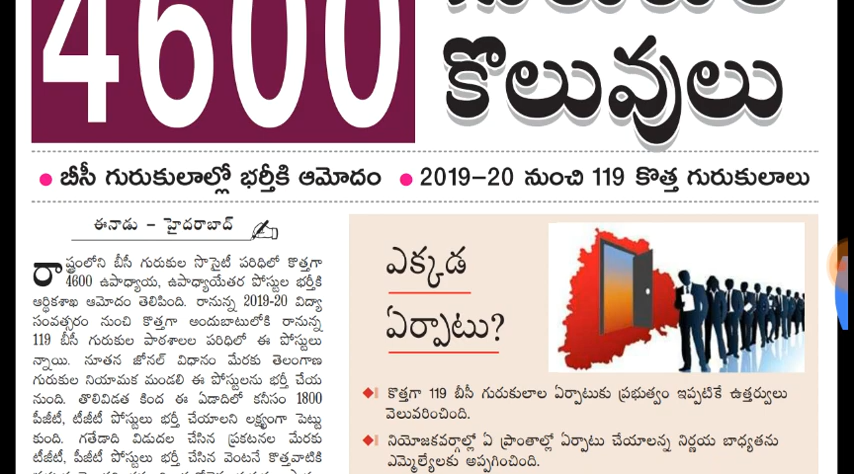 4600
కొలువులు
● బీసీ గురుకులాల్లో భర్తీకి ఆమోదం ● 2019–20 నుంచి 119 కొత్త గురుకులాలు
ఈనాడు – హైదరాబాద్
రాష్ట్రంలోని బీసీ గురుకుల సొసైటీ పరిధిలో కొత్తగా
4600 ఉపాధ్యాయ, ఉపాధ్యాయేతర పోస్టుల భర్తీకి
ఆర్థికశాఖ ఆమోదం తెలిపింది. రానున్న 2019-20 విద్యా
సంవత్సరం నుంచి కొత్తగా అందుబాటులోకి రానున్న
119 బీసీ గురుకుల పాఠశాలల పరిధిలో ఈ పోస్టులు
న్నాయి. నూతన జోనల్ విధానం మేరకు తెలంగాణ
గురుకుల నియామక మండలి ఈ పోస్టులను భర్తీ చేయ
నుంది. తొలివిడత కింద ఈ ఏడాదిలో కనీసం 1800
పీజీటీ, టీజీటీ పోస్టులు భర్తీ చేయాలని లక్ష్యంగా పెట్టు
కుంది. గతేడాది విడుదల చేసిన ప్రకటనల మేరకు
టీజీటీ, పీజీటీ పోస్టులు భర్తీ చేసిన వెంటనే కొత్తవాటికి
ఎక్కడ
ఏర్పాటు?
కొత్తగా 119 బీసీ గురుకులాల ఏర్పాటుకు ప్రభుత్వం ఇప్పటికే ఉత్తర్వులు
వెలువరించింది.
నియోజకవర్గాల్లో ఏ ప్రాంతాల్లో ఏర్పాటు చేయాలన్న నిర్ణయ బాధ్యతను
ఎమ్మెల్యేలకు అప్పగించింది.